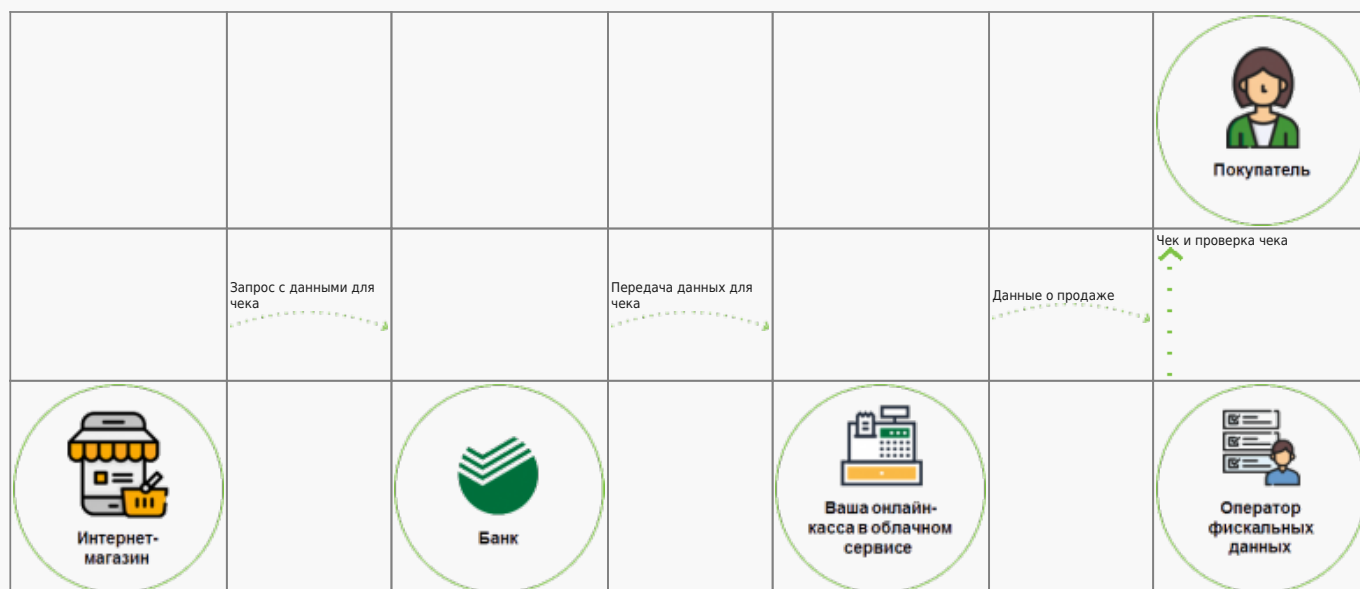 Покупатель
Чек и проверка чека
Запрос с данными для
чека
Передача данных для
чека
Данные о продаже
Интернет-
магазин
Банк
Ваша онлайн-
касса в облачном
сервисе
Оператор
фискальных
данных